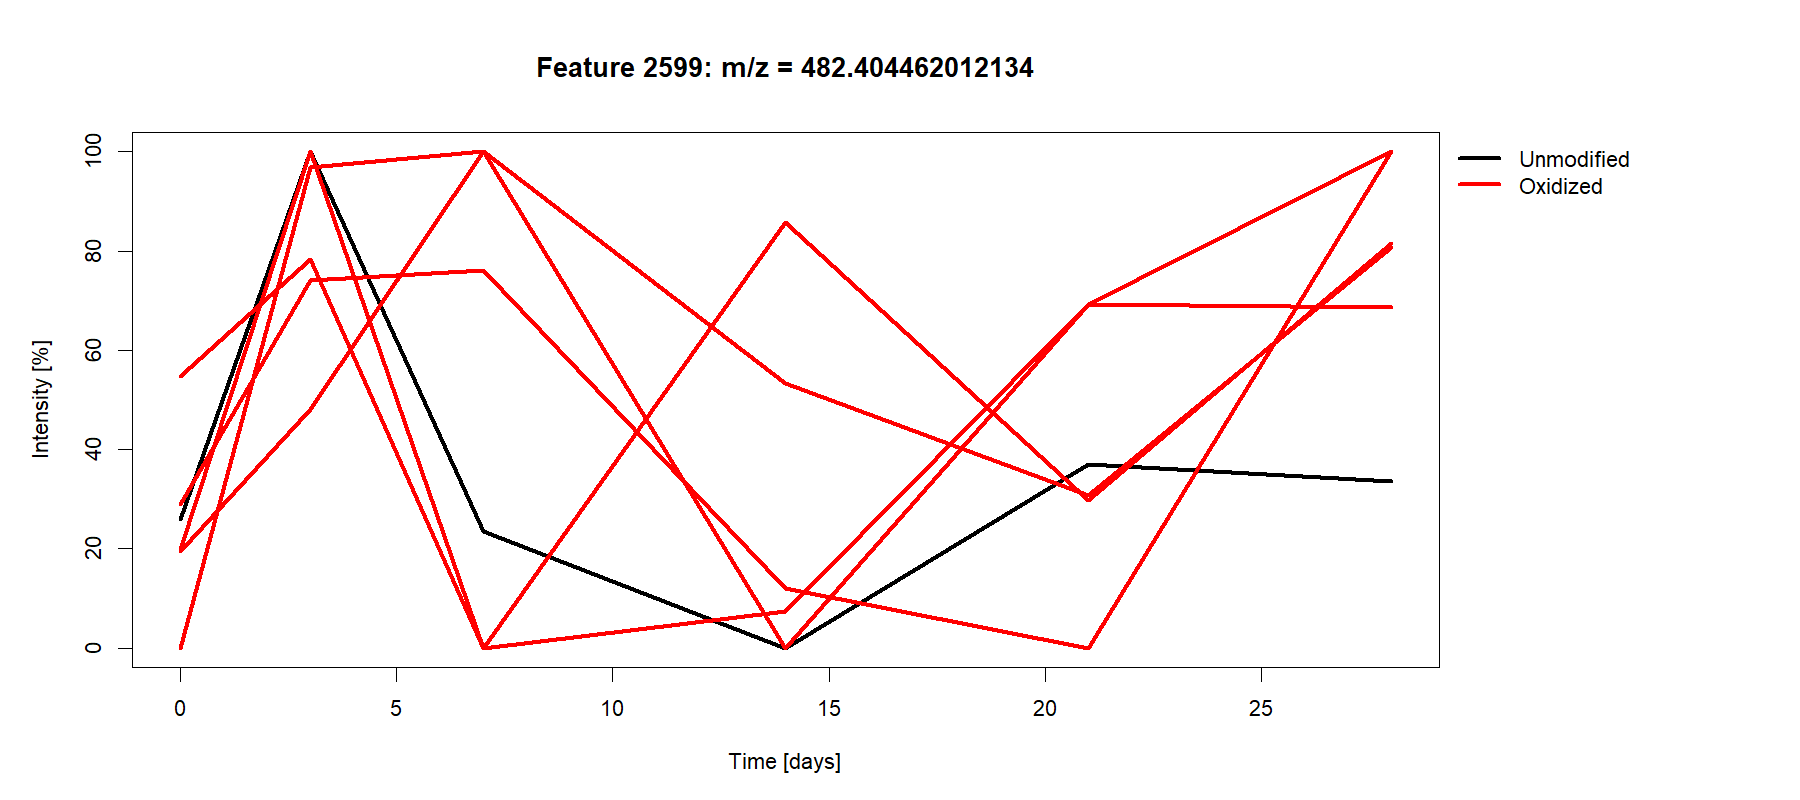 Feature 2599: m/z = 482.404462012134
Unmodified
Oxidized
Intensity [%]
100
80
60
40
20
0
0 5 10 15 20 25
Time [days]